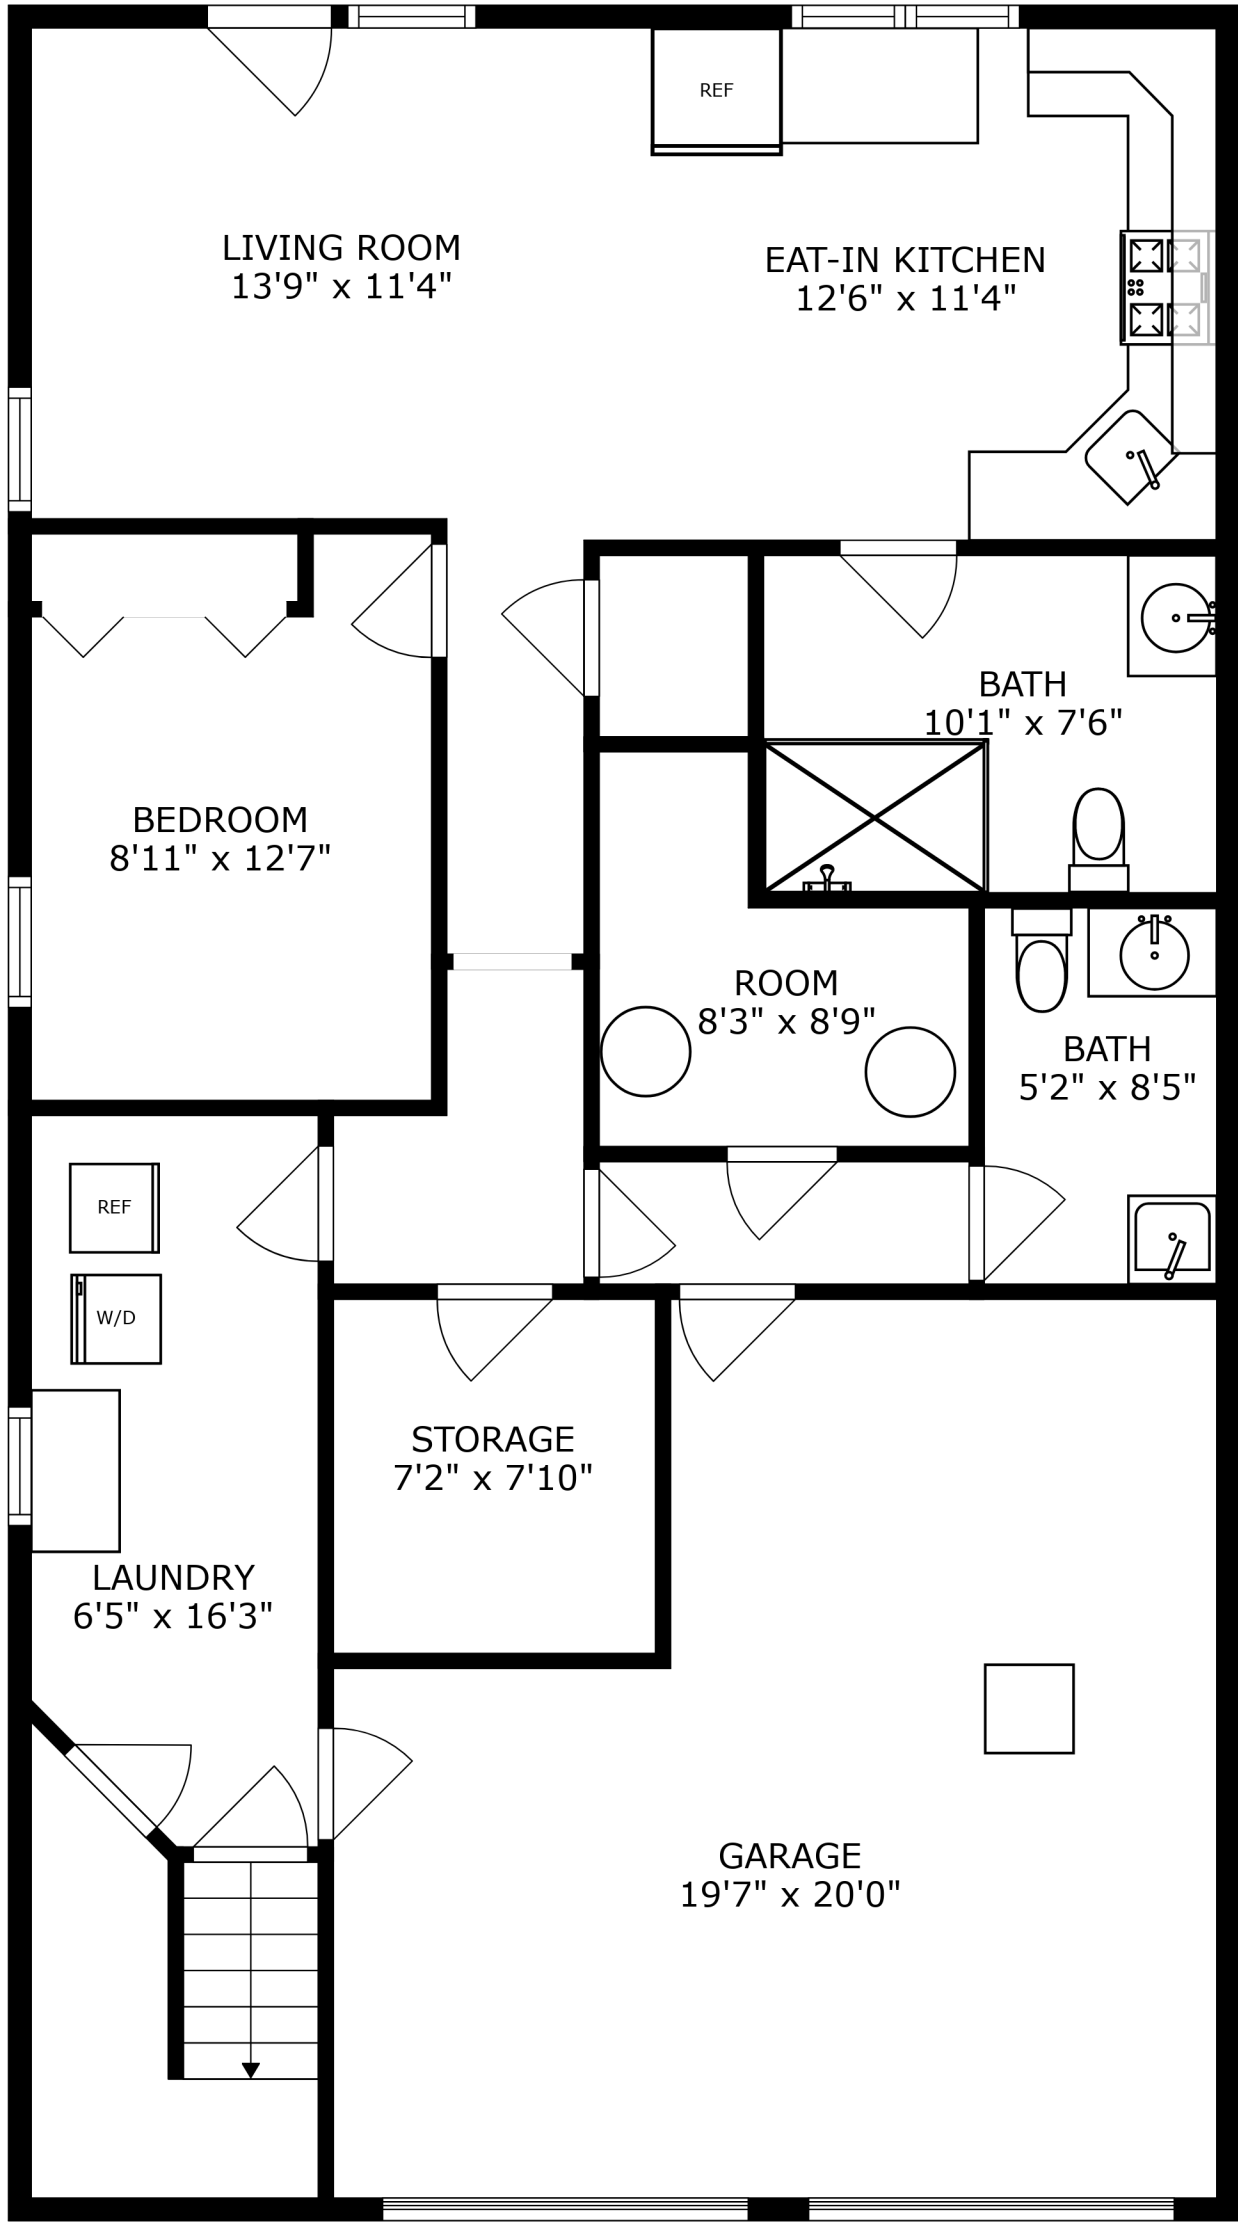 REF
LIVING ROOM
13'9" x 11'4"
EAT-IN KITCHEN
12'6" x 11'4"
BATH
10'1" x 7'6"
BEDROOM
8'11" x 12'7"
ROOM
8'3" x 8'9"
BATH
5'2" x 8'5"
REF
W/D
STORAGE
7'2" x 7'10"
LAUNDRY
6'5" x 16'3"
GARAGE
19'7" x 20'0"